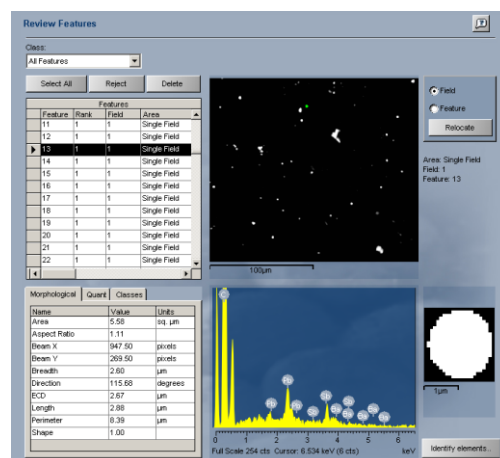 Review Features
Class:
All Features
Select All Reject Delete
Features
Feature Rank Field Area
11 1 1 Single Field
12 1 1 Single Field
13 1 1 Single Field
14 1 1 Single Field
15 1 1 Single Field
16 1 1 Single Field
17 1 1 Single Field
18 1 1 Single Field
19 1 1 Single Field
20 1 1 Single Field
21 1 1 Single Field
22 1 1 Single Field
100µm
Field
Feature
Relocate
Area: Single Field
Field: 1
Feature: 13
Morphological Quant Classes
Name Value Units
Area 5.58 sq. µm
Aspect Ratio 1.11
Beam X 947.50 pixels
Beam Y 269.50 pixels
Breadth 2.60 µm
Direction 115.68 degrees
ECD 2.67 µm
Length 2.88 µm
Perimeter 8.39 µm
Shape 1.00
C
Pb
Pb
Sb
Sb
Ba
Ba
0 1 2 3 4 5 6
Full Scale 254 cts Cursor: 6.534 keV (6 cts) keV
1µm
Identify elements...